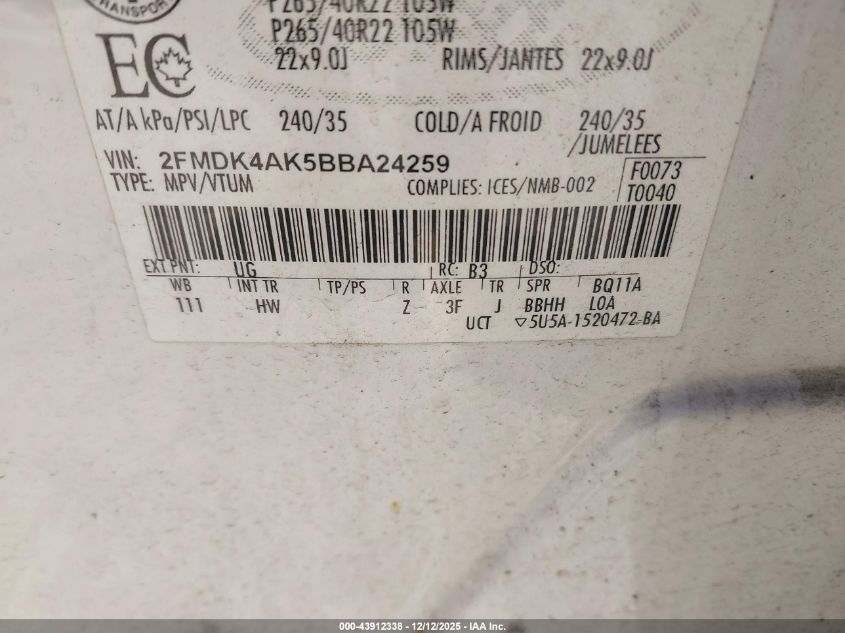 TRANSPORT
P265/40R22 105W
P265/40R22 105W
22x9.0J RIMS/JANTES 22x9.0J
EC
AT/A kPa/PSI/LPC 240/35 COLD/A FROID 240/35
/JUMELEES
VIN: 2FMDK4AK5BBA24259 F0073
TYPE: MPV/VTUM COMPLIES: ICES/NMB-002 T0040
EXT PNT: UG RC: B3 DSO:
WB INT TR TP/PS R AXLE TR SPR BQ11A
111 HW Z 3F J BBHH LOA
UCT ▽5U5A-1520472-BA
000-43912338 - 12/12/2025 - IAA Inc.